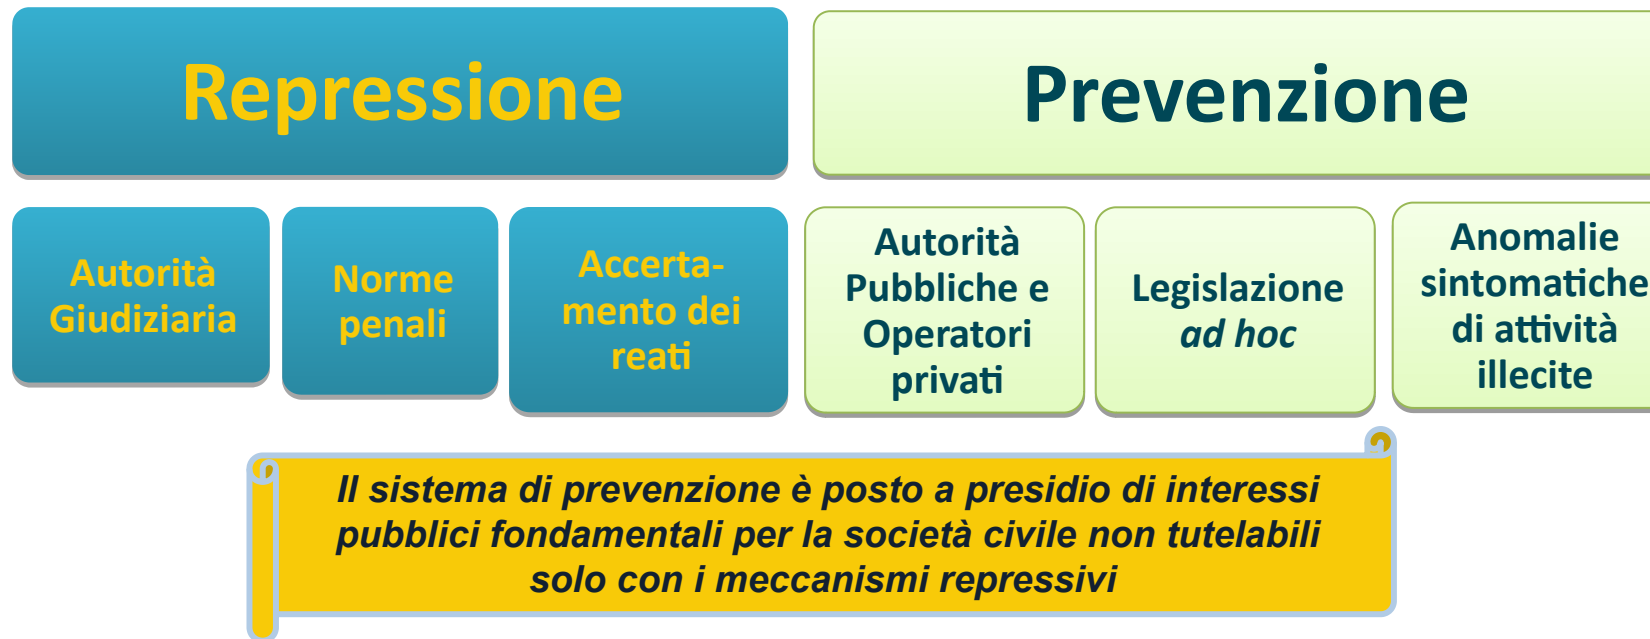 Repressione
Prevenzione
Autorità
Giudiziaria
Norme
penali
Accerta-
mento dei
reati
Autorità
Pubbliche e
Operatori
privati
Legislazione
ad hoc
Anomalie
sintomatiche
di attività
illecite
Il sistema di prevenzione è posto a presidio di interessi
pubblici fondamentali per la società civile non tutelabili
solo con i meccanismi repressivi